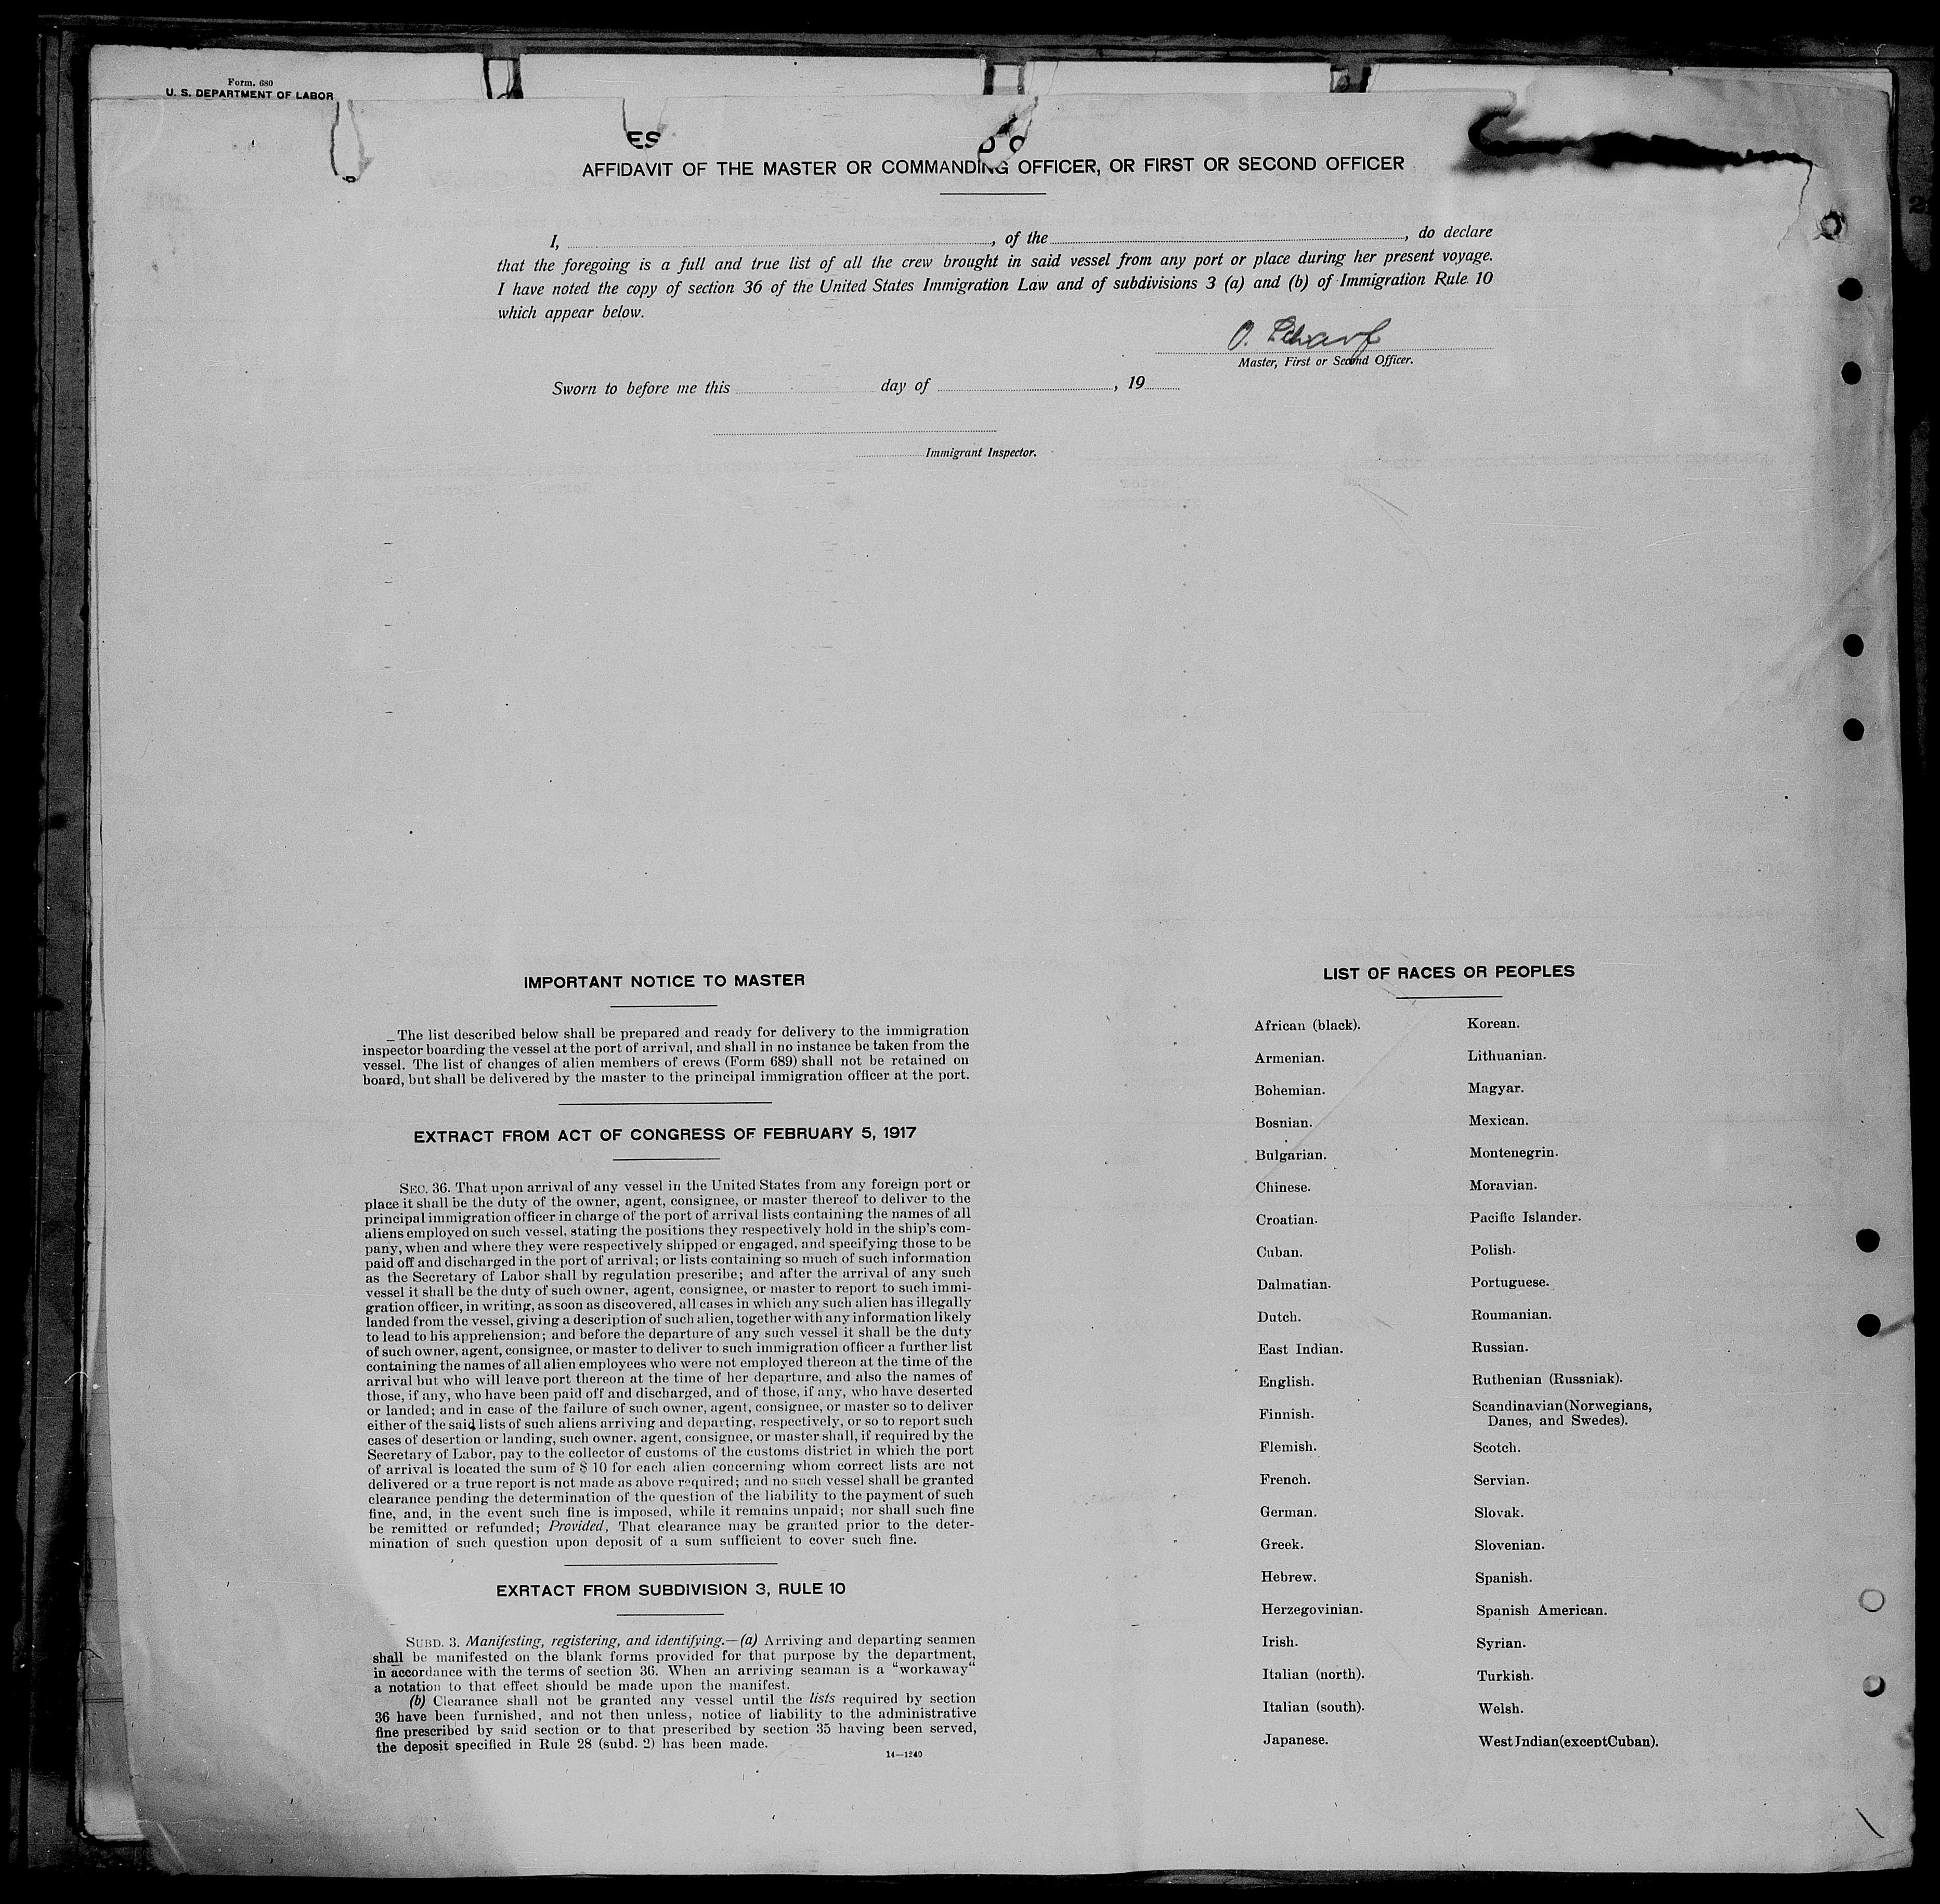 Form. 680
U. S. DEPARTMENT OF LABOR
ES
D O
AFFIDAVIT OF THE MASTER OR COMMANDING OFFICER, OR FIRST OR SECOND OFFICER
I, , of the , do declare
that the foregoing is a full and true list of all the crew brought in said vessel from any port or place during her present voyage.
I have noted the copy of section 36 of the United States Immigration Law and of subdivisions 3 (a) and (b) of Immigration Rule 10
which appear below.
O. Scharf
Master, First or Second Officer.
Sworn to before me this day of , 19
Immigrant Inspector.
IMPORTANT NOTICE TO MASTER
The list described below shall be prepared and ready for delivery to the immigration
inspector boarding the vessel at the port of arrival, and shall in no instance be taken from the
vessel. The list of changes of alien members of crews (Form 689) shall not be retained on
board, but shall be delivered by the master to the principal immigration officer at the port.
EXTRACT FROM ACT OF CONGRESS OF FEBRUARY 5, 1917
SEC. 36. That upon arrival of any vessel in the United States from any foreign port or
place it shall be the duty of the owner, agent, consignee, or master thereof to deliver to the
principal immigration officer in charge of the port of arrival lists containing the names of all
aliens employed on such vessel, stating the positions they respectively hold in the ship's com-
pany, when and where they were respectively shipped or engaged, and specifying those to be
paid off and discharged in the port of arrival; or lists containing so much of such information
as the Secretary of Labor shall by regulation prescribe; and after the arrival of any such
vessel it shall be the duty of such owner, agent, consignee, or master to report to such immi-
gration officer, in writing, as soon as discovered, all cases in which any such alien has illegally
landed from the vessel, giving a description of such alien, together with any information likely
to lead to his apprehension; and before the departure of any such vessel it shall be the duty
of such owner, agent, consignee, or master to deliver to such immigration officer a further list
containing the names of all alien employees who were not employed thereon at the time of the
arrival but who will leave port thereon at the time of her departure, and also the names of
those, if any, who have been paid off and discharged, and of those, if any, who have deserted
or landed; and in case of the failure of such owner, agent, consignee, or master so to deliver
either of the said lists of such aliens arriving and departing, respectively, or so to report such
cases of desertion or landing, such owner, agent, consignee, or master shall, if required by the
Secretary of Labor, pay to the collector of customs of the customs district in which the port
of arrival is located the sum of $ 10 for each alien concerning whom correct lists are not
delivered or a true report is not made as above required; and no such vessel shall be granted
clearance pending the determination of the question of the liability to the payment of such
fine, and, in the event such fine is imposed, while it remains unpaid; nor shall such fine
be remitted or refunded; Provided, That clearance may be granted prior to the deter-
mination of such question upon deposit of a sum sufficient to cover such fine.
EXRTACT FROM SUBDIVISION 3, RULE 10
SUBD. 3. Manifesting, registering, and identifying.—(a) Arriving and departing seamen
shall be manifested on the blank forms provided for that purpose by the department,
in accordance with the terms of section 36. When an arriving seaman is a "workaway"
a notation to that effect should be made upon the manifest.
(b) Clearance shall not be granted any vessel until the lists required by section
36 have been furnished, and not then unless, notice of liability to the administrative
fine prescribed by said section or to that prescribed by section 35 having been served,
the deposit specified in Rule 28 (subd. 2) has been made.
14—1240
LIST OF RACES OR PEOPLES
African (black).
Armenian.
Bohemian.
Bosnian.
Bulgarian.
Chinese.
Croatian.
Cuban.
Dalmatian.
Dutch.
East Indian.
English.
Finnish.
Flemish.
French.
German.
Greek.
Hebrew.
Herzegovinian.
Irish.
Italian (north).
Italian (south).
Japanese.
Korean.
Lithuanian.
Magyar.
Mexican.
Montenegrin.
Moravian.
Pacific Islander.
Polish.
Portuguese.
Roumanian.
Russian.
Ruthenian (Russniak).
Scandinavian (Norwegians,
Danes, and Swedes).
Scotch.
Servian.
Slovak.
Slovenian.
Spanish.
Spanish American.
Syrian.
Turkish.
Welsh.
West Indian (except Cuban).